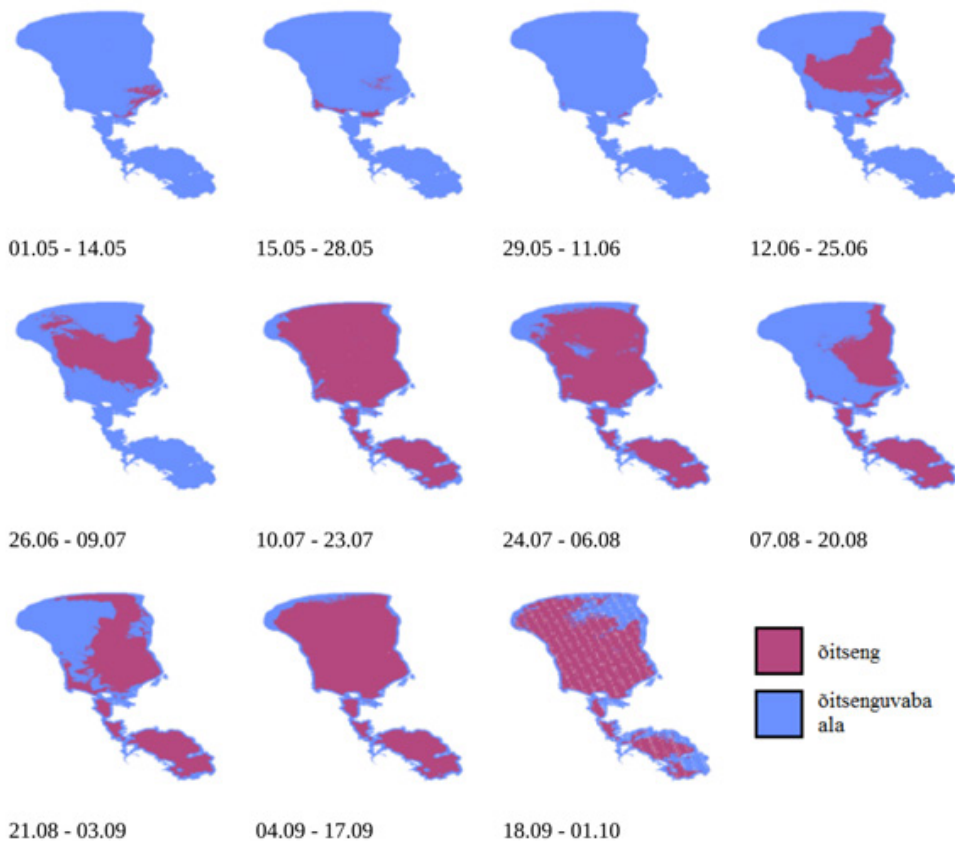 01.05 - 14.05
15.05 - 28.05
29.05 - 11.06
12.06 - 25.06
26.06 - 09.07
10.07 - 23.07
24.07 - 06.08
07.08 - 20.08
õitseng
õitsenguvaba
ala
21.08 - 03.09
04.09 - 17.09
18.09 - 01.10